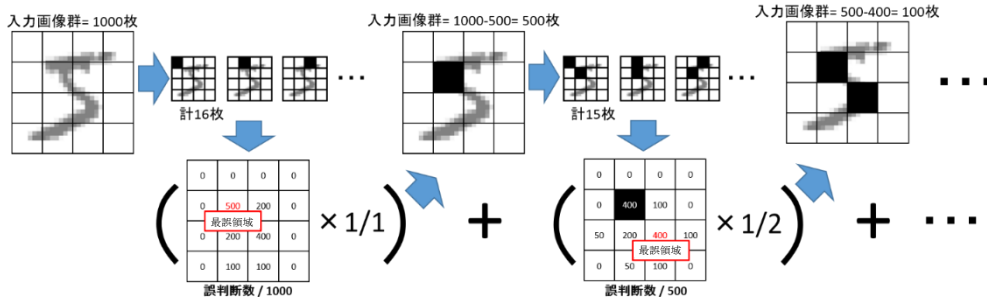 入力画像群= 1000枚
計16枚
・・・
0 0 0 0
0 500 200 0
最誤領域
0 200 400 0
0 100 100 0
誤判断数 / 1000
( × 1/1 )
入力画像群= 1000-500= 500枚
+
計15枚
・・・
0 0 0 0
0 400 100 0
50 200 400 100
最誤領域
0 50 100 0
誤判断数 / 500
( × 1/2 )
入力画像群= 500-400= 100枚
・・・
+ ・・・